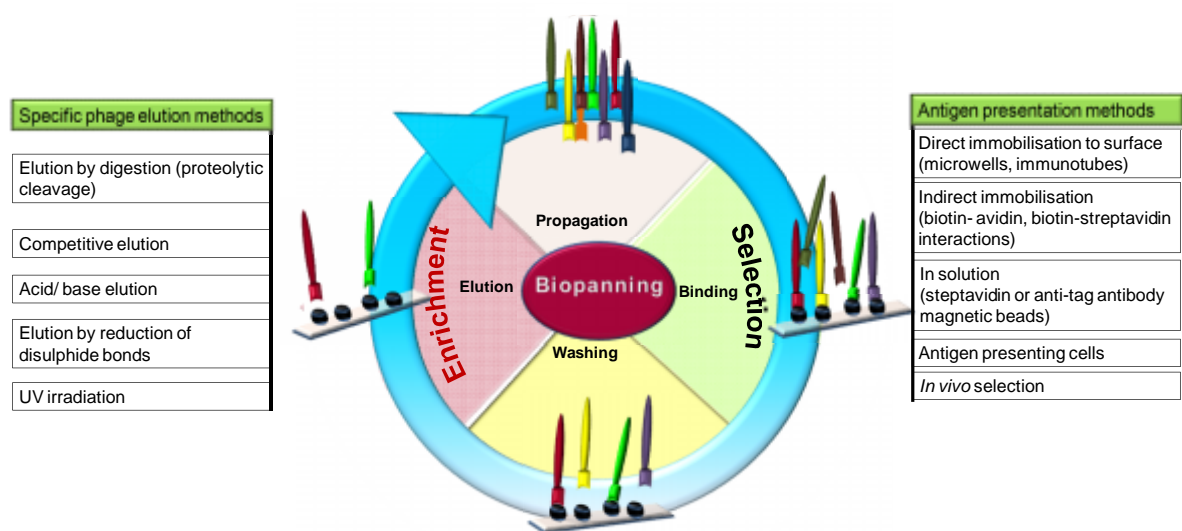 Specific phage elution methods
Elution by digestion (proteolytic
cleavage)
Competitive elution
Acid/ base elution
Elution by reduction of
disulphide bonds
UV irradiation
Propagation
Enrichment
Elution
Biopanning
Binding
Selection
Washing
Antigen presentation methods
Direct immobilisation to surface
(microwells, immunotubes)
Indirect immobilisation
(biotin- avidin, biotin-streptavidin
interactions)
In solution
(steptavidin or anti-tag antibody
magnetic beads)
Antigen presenting cells
In vivo selection